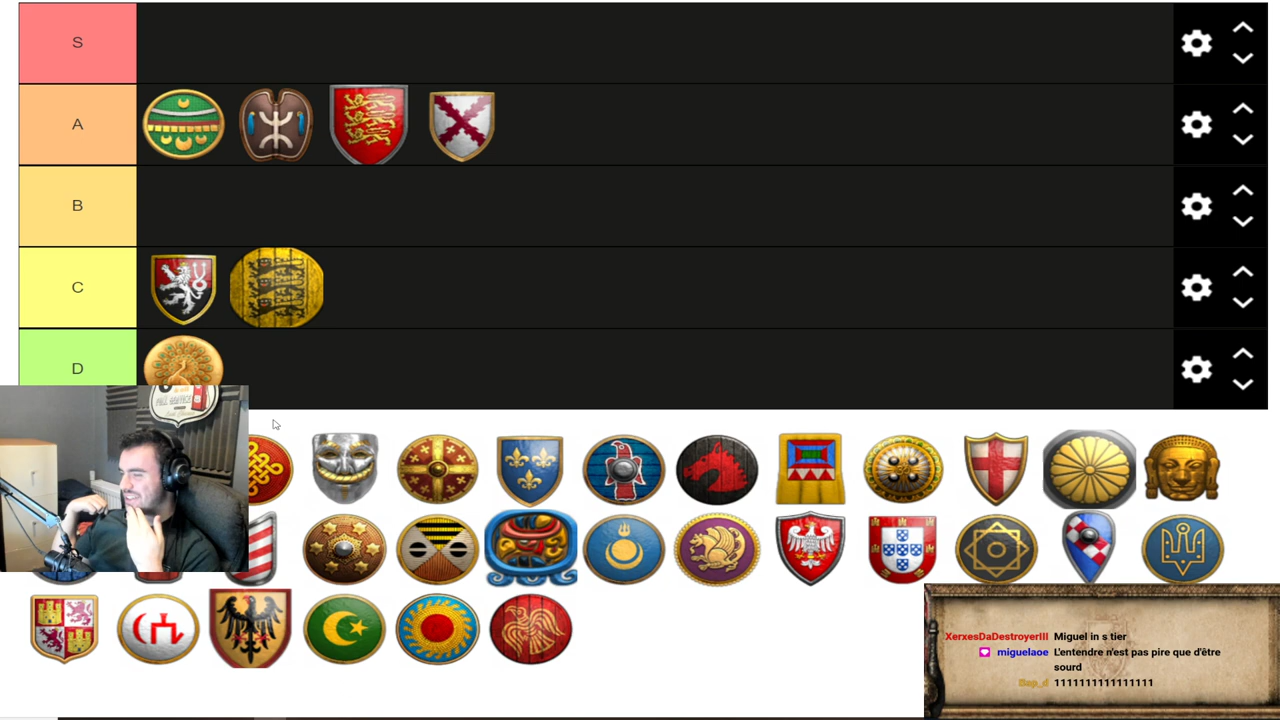 S
A
B
C
D
XerxesDaDestroyerIII Miguel in s tier
miguelaoe L'entendre n'est pas pire que d'être
sourd
1111111111111111